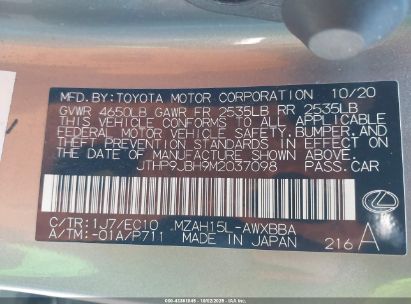 MFD. BY: TOYOTA MOTOR CORPORATION 10/20
GVWR 4650LB GAWR FR 2535LB RR 2535LB
THIS VEHICLE CONFORMS TO ALL APPLICABLE
FEDERAL MOTOR VEHICLE SAFETY, BUMPER, AND
THEFT PREVENTION STANDARDS IN EFFECT ON
THE DATE OF MANUFACTURE SHOWN ABOVE.
JTHP9JBH9M2037098 PASS.CAR
C/TR: 1J7/EC10 MZAH15L-AWXBBA
A/TM: -01A/P711 MADE IN JAPAN 216 A